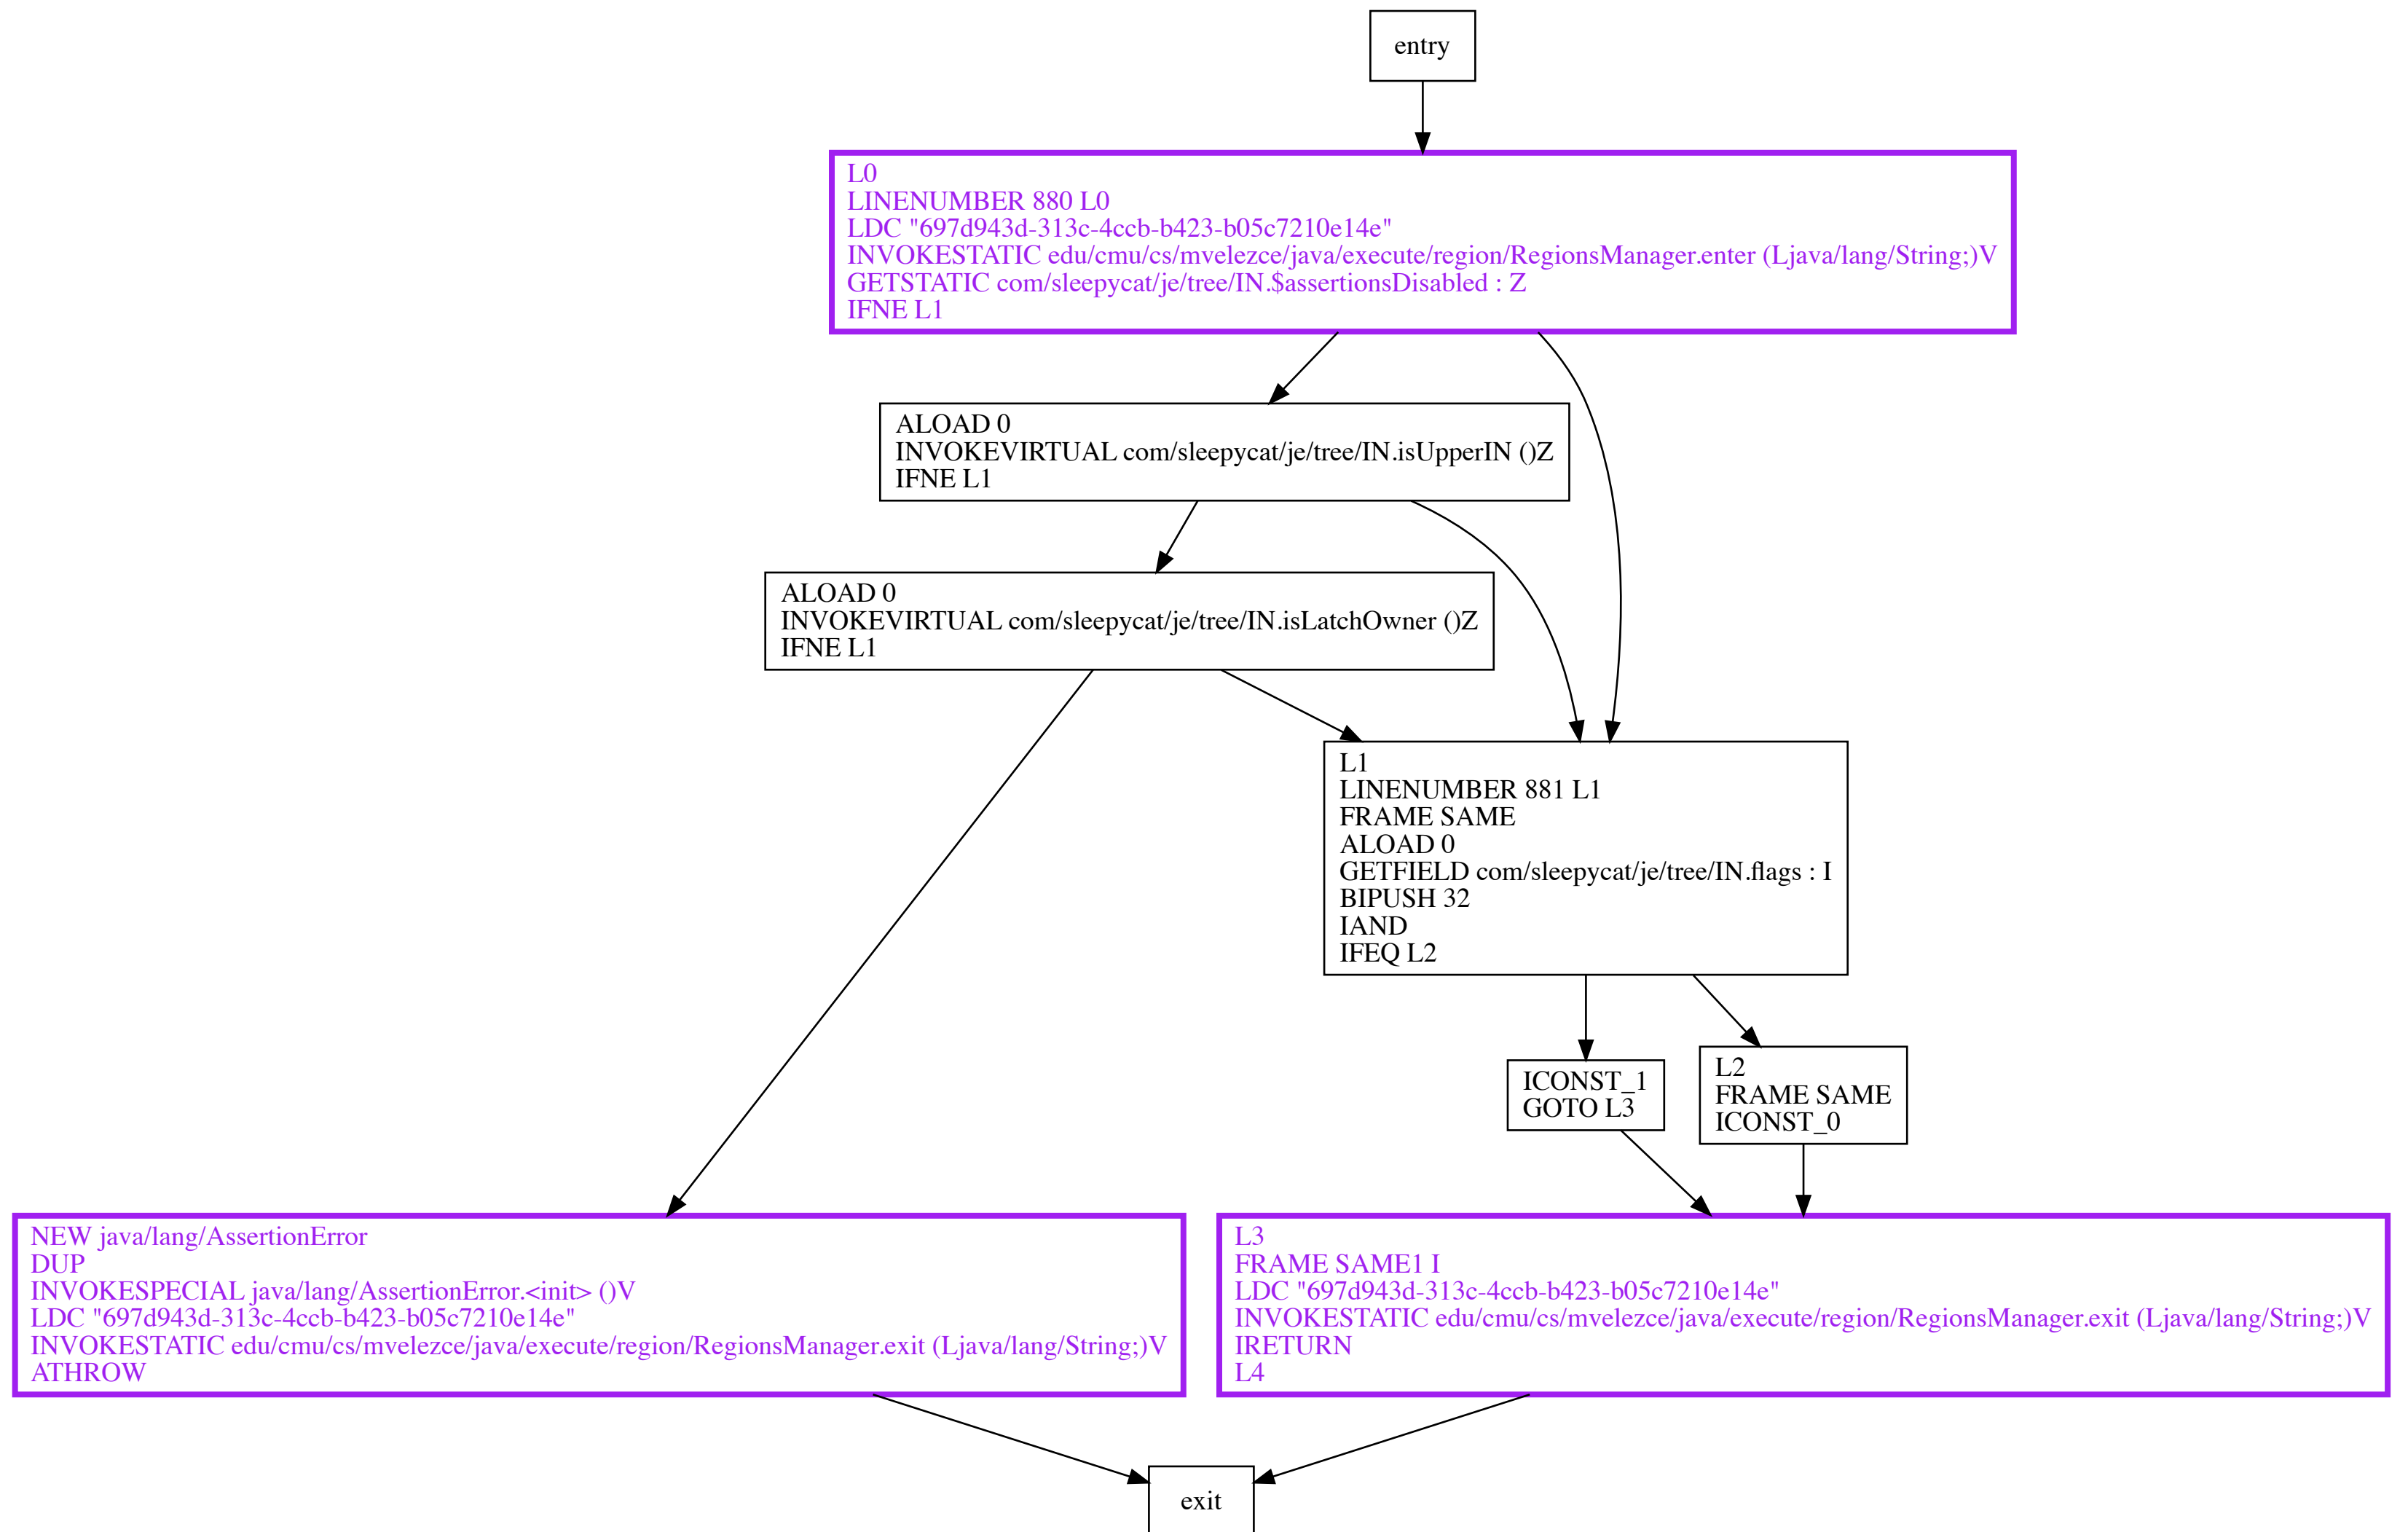 entry
L0
LINENUMBER 880 L0
LDC "697d943d-313c-4ccb-b423-b05c7210e14e"
INVOKESTATIC edu/cmu/cs/mvelezce/java/execute/region/RegionsManager.enter (Ljava/lang/String;)V
GETSTATIC com/sleepycat/je/tree/IN.$assertionsDisabled : Z
IFNE L1
ALOAD 0
INVOKEVIRTUAL com/sleepycat/je/tree/IN.isUpperIN ()Z
IFNE L1
ALOAD 0
INVOKEVIRTUAL com/sleepycat/je/tree/IN.isLatchOwner ()Z
IFNE L1
L1
LINENUMBER 881 L1
FRAME SAME
ALOAD 0
GETFIELD com/sleepycat/je/tree/IN.flags : I
BIPUSH 32
IAND
IFEQ L2
ICONST_1
GOTO L3
L2
FRAME SAME
ICONST_0
NEW java/lang/AssertionError
DUP
INVOKESPECIAL java/lang/AssertionError.<init> ()V
LDC "697d943d-313c-4ccb-b423-b05c7210e14e"
INVOKESTATIC edu/cmu/cs/mvelezce/java/execute/region/RegionsManager.exit (Ljava/lang/String;)V
ATHROW
L3
FRAME SAME1 I
LDC "697d943d-313c-4ccb-b423-b05c7210e14e"
INVOKESTATIC edu/cmu/cs/mvelezce/java/execute/region/RegionsManager.exit (Ljava/lang/String;)V
IRETURN
L4
exit